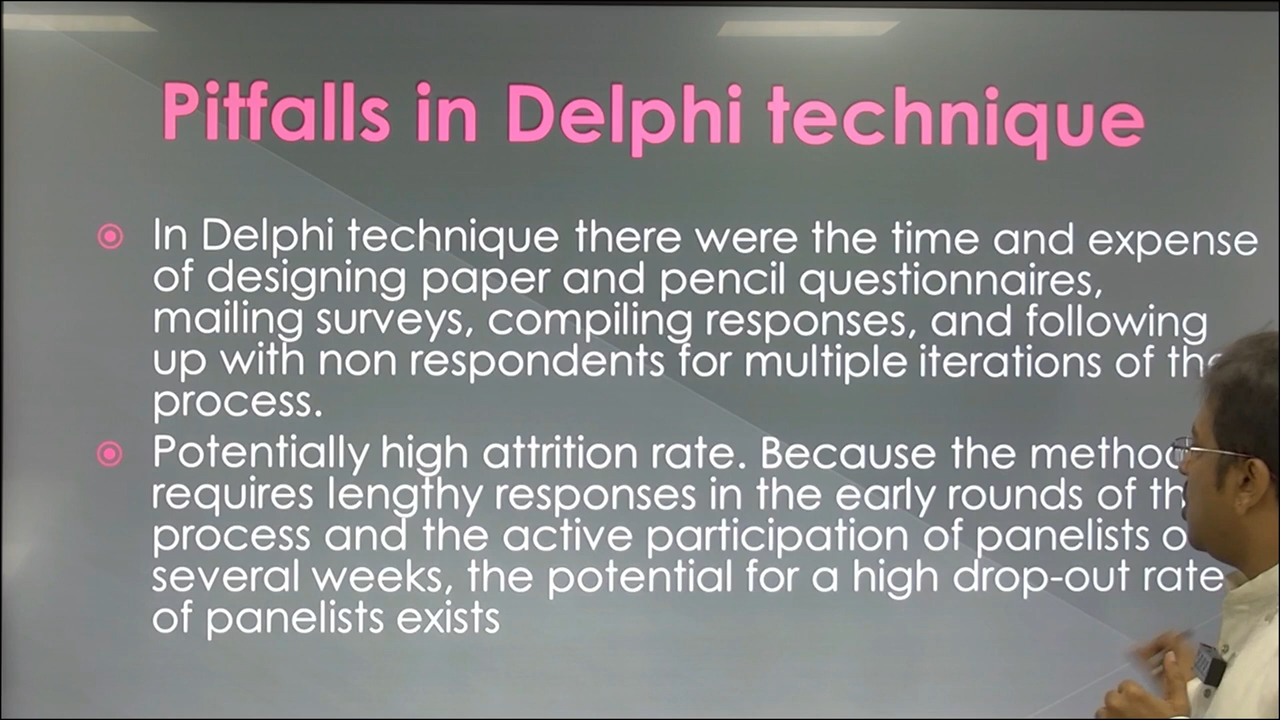 Pitfalls in Delphi technique
In Delphi technique there were the time and expense
of designing paper and pencil questionnaires,
mailing surveys, compiling responses, and following
up with non respondents for multiple iterations of
process.
Potentially high attrition rate. Because the
requires lengthy responses in the early rounds of
process and the active participation of panelists
several weeks, the potential for a high drop-out rate
of panelists exists